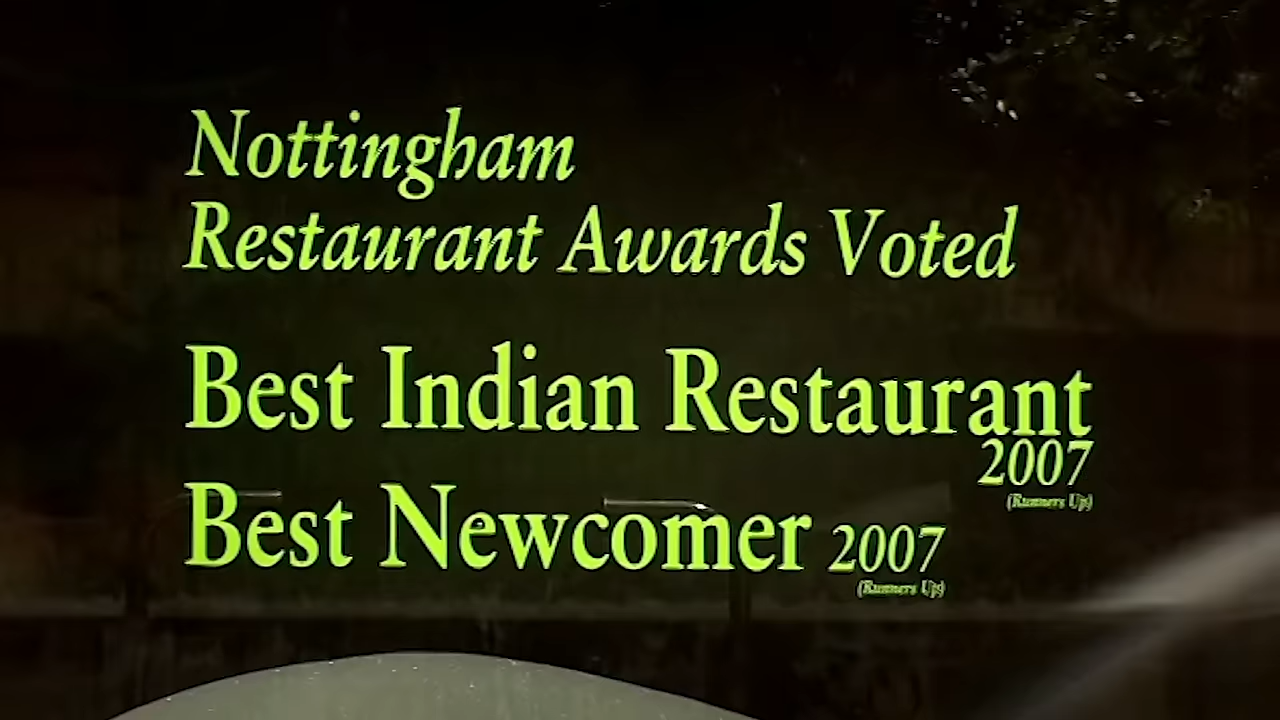 Nottingham
Restaurant Awards Voted
Best Indian Restaurant
2007
(Runners Up)
Best Newcomer 2007
(Runners Up)